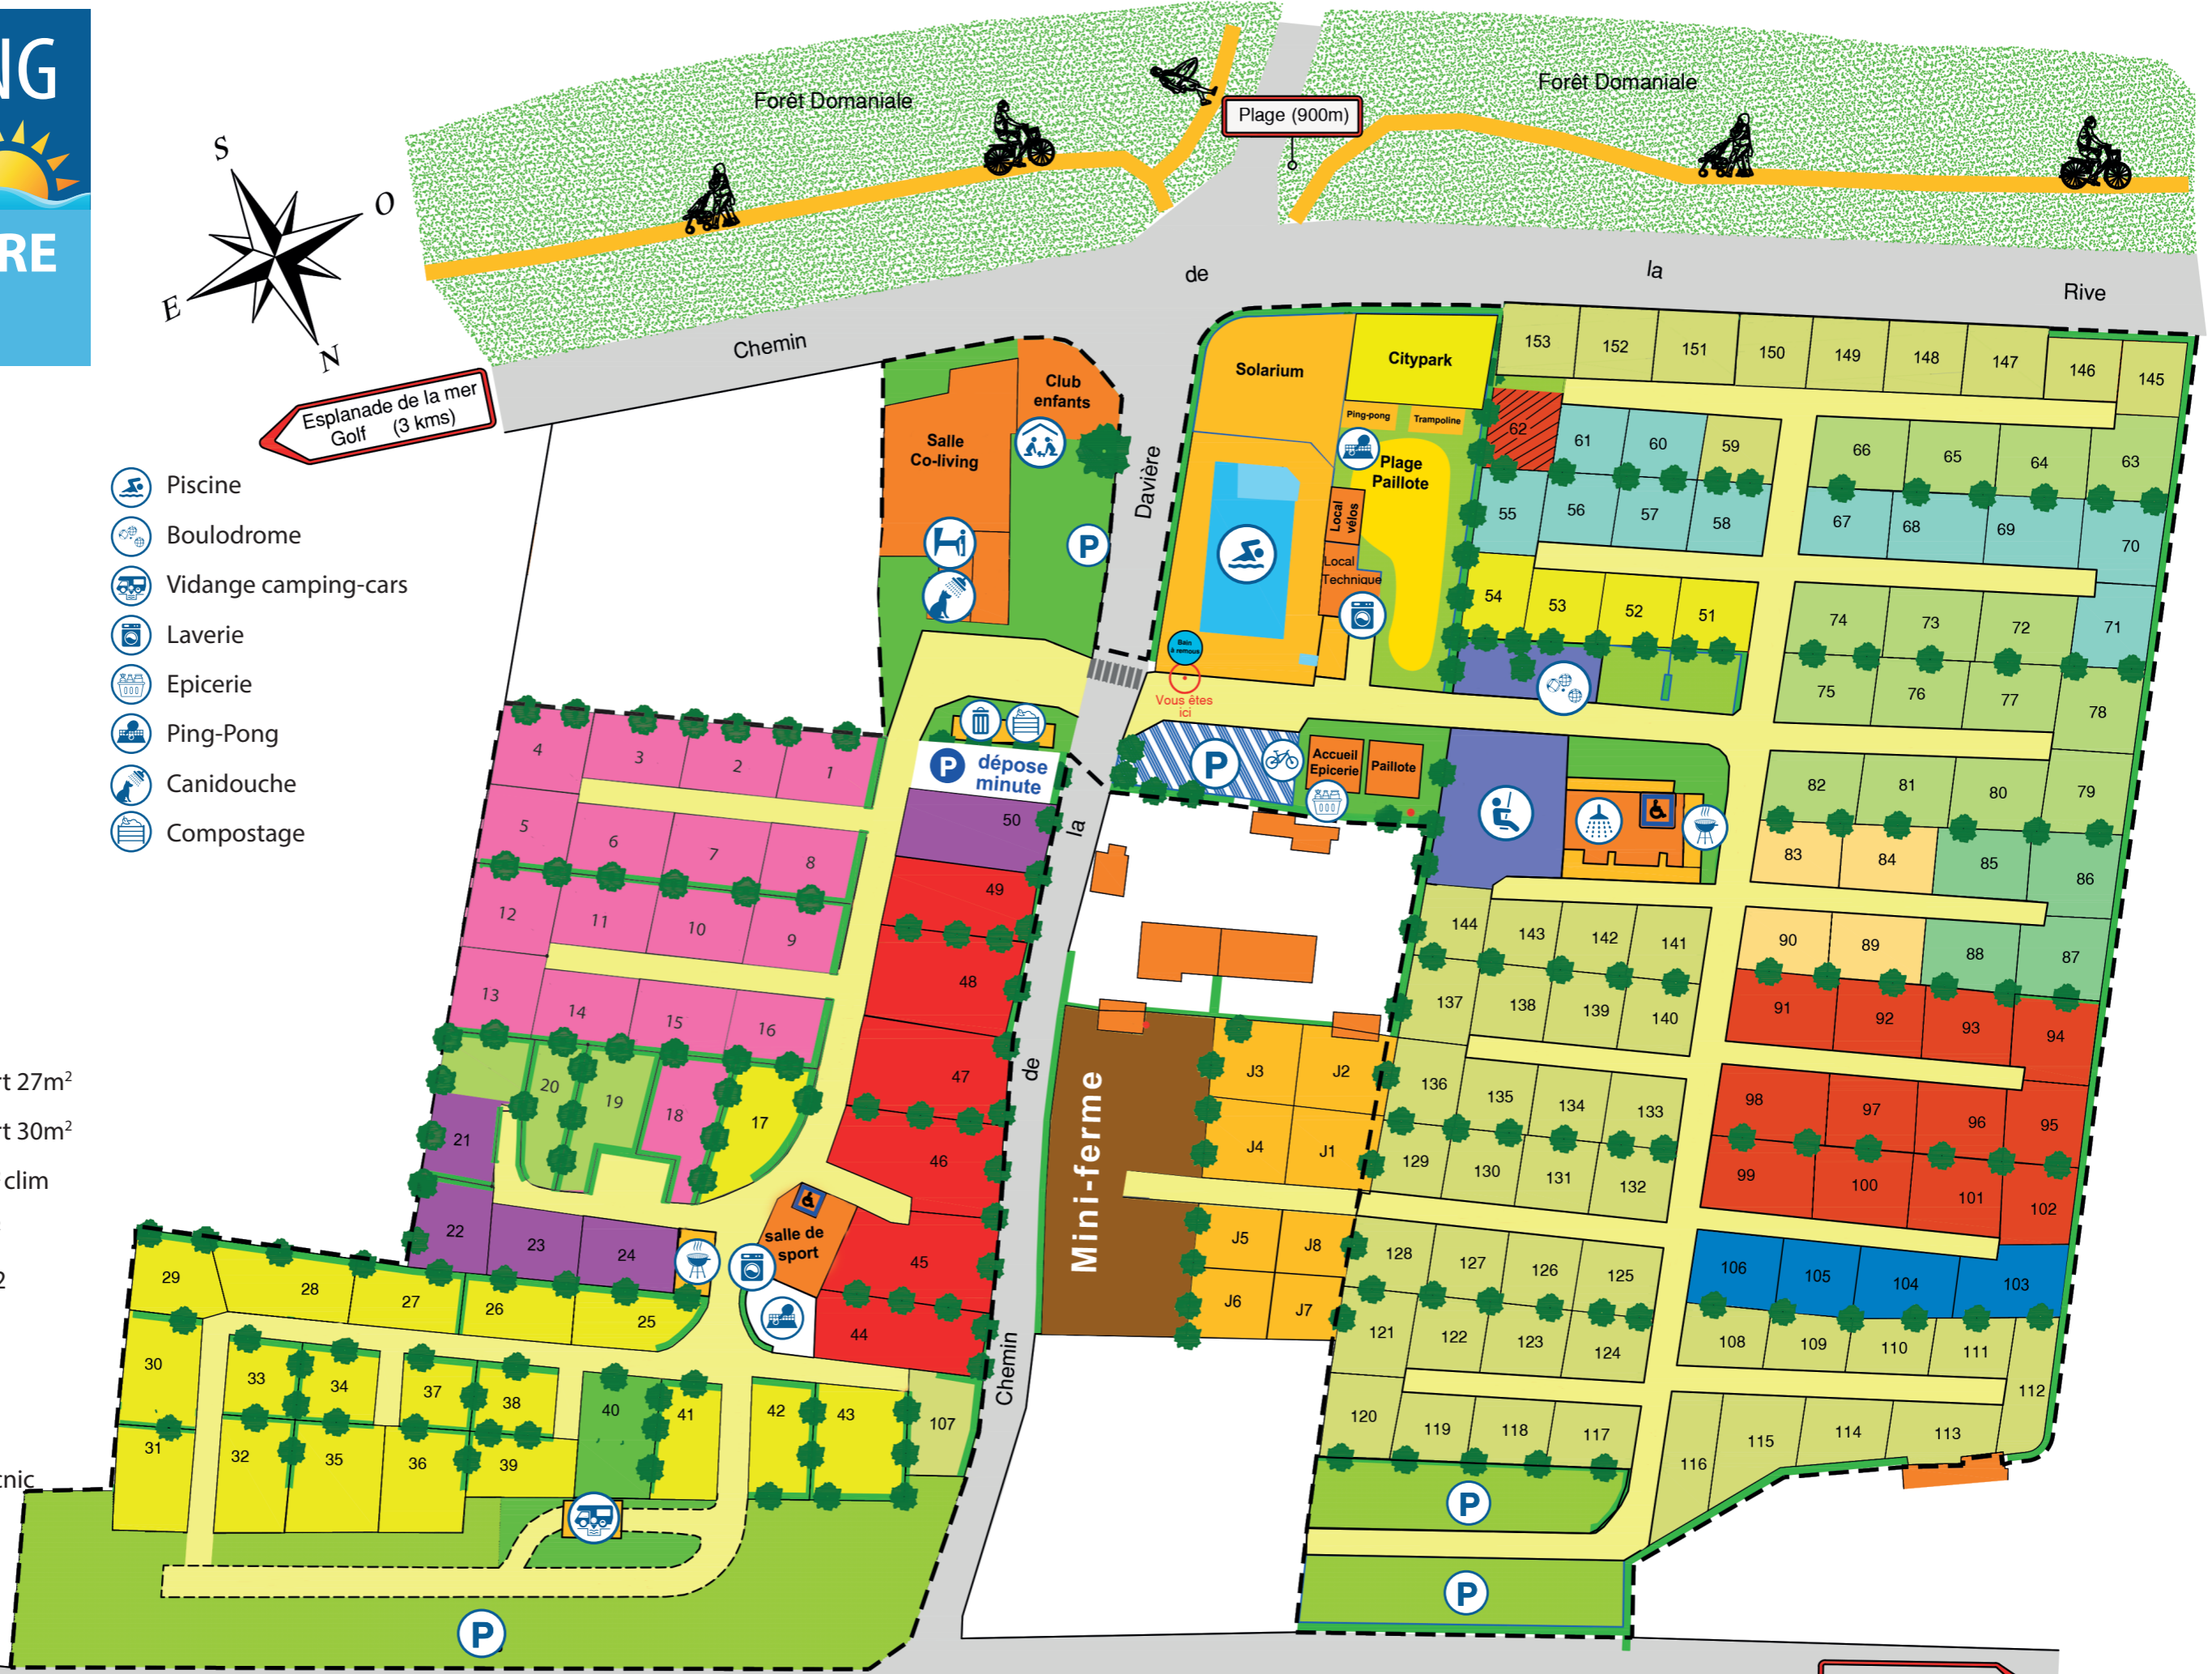 NG
RE
S
O
E
N
Forêt Domaniale
Forêt Domaniale
Plage (900m)
Chemin
de
la
Rive
Esplanade de la mer
Golf (3 kms)
Piscine
Boulodrome
Vidange camping-cars
Laverie
Epicerie
Ping-Pong
Canidouche
Compostage
rt 27m²
rt 30m²
clim
2
cnic
Club
enfants
Salle
Co-living
P
Davière
Solarium
Citypark
Ping-pong
Trampoline
Plage
Paillote
Local
vélos
Local
Technique
Bain
à remous
Vous êtes
ici
P
Accueil
Epicerie
Paillote
P dépose
minute
la
de
Chemin
Mini-ferme
salle de
sport
153 152 151 150 149 148 147 146 145
62 61 60 59 66 65 64 63
55 56 57 58 67 68 69 70
54 53 52 51 74 73 72 71
75 76 77 78
82 81 80 79
83 84 85 86
144 143 142 141 90 89 88 87
137 138 139 140 91 92 93 94
136 135 134 133 98 97 96 95
129 130 131 132 99 100 101 102
128 127 126 125 106 105 104 103
121 122 123 124 108 109 110 111 112
120 119 118 117 116 115 114 113
J3 J2
J4 J1
J5 J8
J6 J7
4 3 2 1
5 6 7 8
12 11 10 9
13 14 15 16
20 19 18 17
21
22 23 24
50
49
48
47
46
45
44
29 28 27 26 25
30 33 34 37 38 40 41 42 43 107
31 32 35 36 39
P
P
P